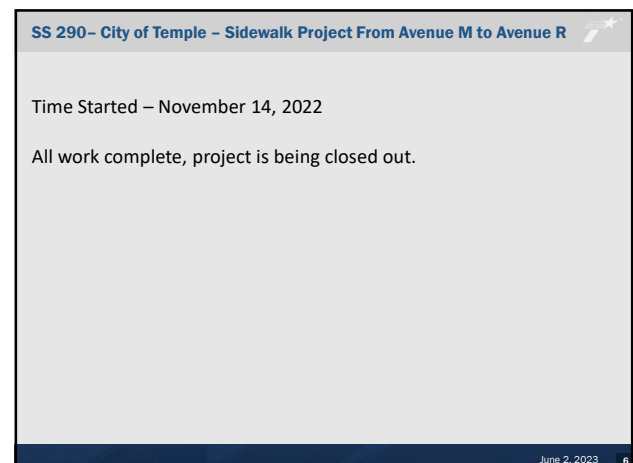 SS 290– City of Temple – Sidewalk Project From Avenue M to Avenue R
Time Started – November 14, 2022
All work complete, project is being closed out.
June 2, 2023 6